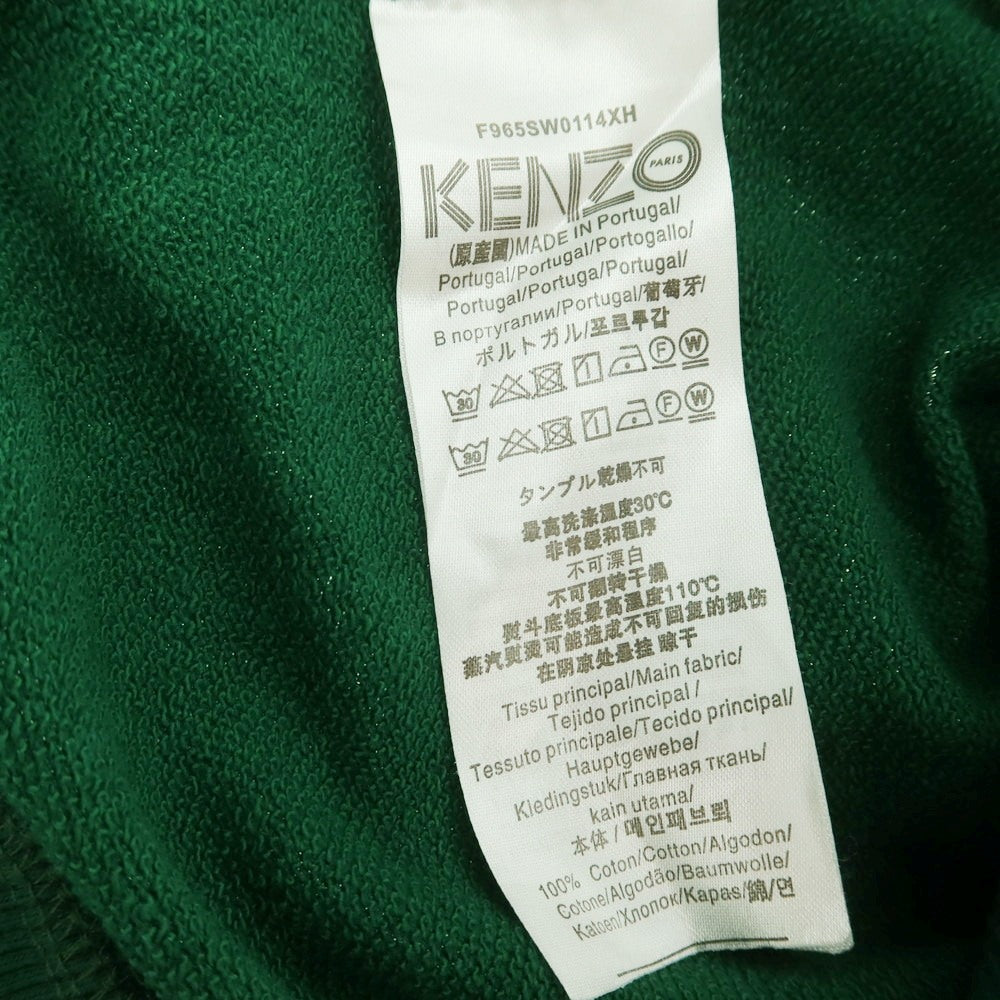 F965SW0114XH
KENZO PARIS
(原産國)MADE IN Portugal/
Portugal/Portugal/Portogallo/
Portugal/Portuga/Portugal/
В португалии/Portugal/葡萄牙/
ポルトガル/포르투갈
30 F W
30 F W
タンブル乾燥不可
最高洗涤温度30℃
非常缓和程序
不可漂白
不可翻转干燥
熨斗底板最高温度110℃
蒸汽熨烫可能造成不可回复的损伤
在阴凉处悬挂 晾干
Tissu principal/Main fabric/
Tejido principal /
Tessuto principale/Tecido principal/
Hauptgewebe/
Kledingstuk/Главная ткань/
kain utama/
本体 / 메인패브릭
100% Coton/Cotton/Algodon/
Cotone/Algodão/Baumwolle/
Katoen/Хлопок/Kapas/綿/면